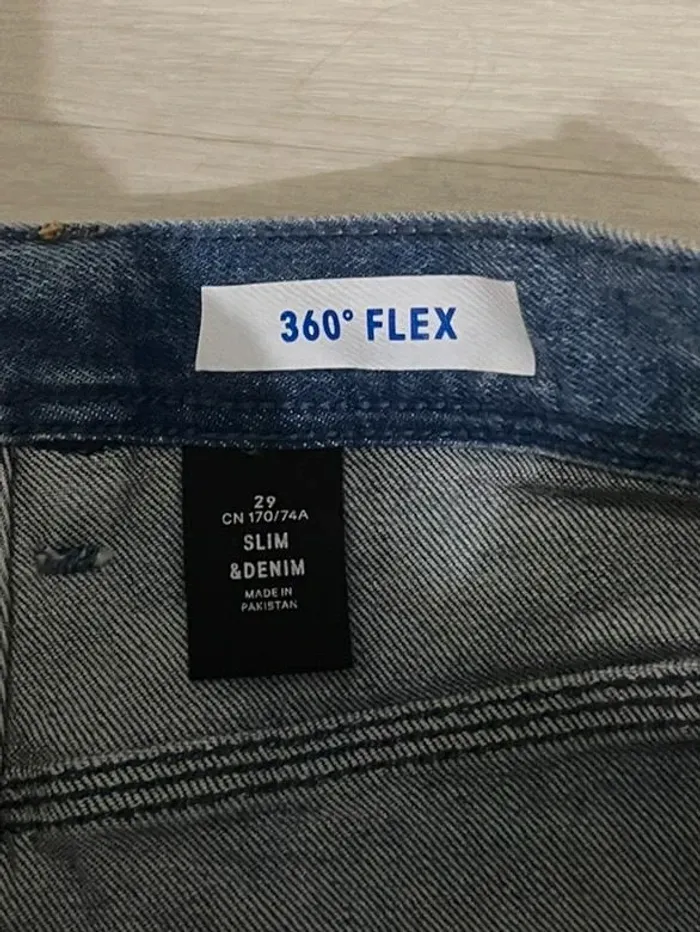 360° FLEX
29
CN 170/74A
SLIM
&DENIM
MADE IN
PAKISTAN